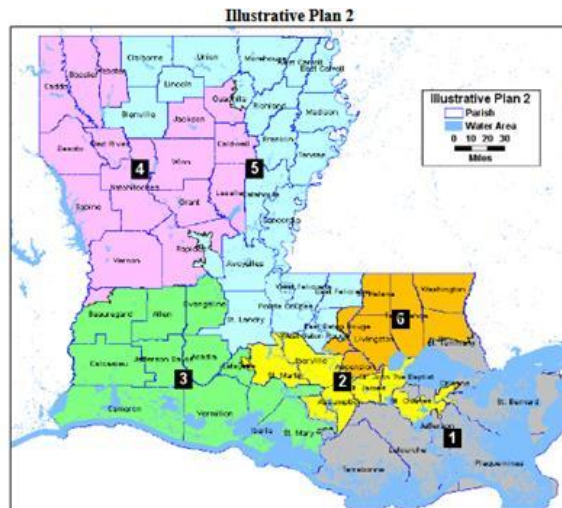 Illustrative Plan 2
Illustrative Plan 2
Parish
Water Area
0 10 20 30
Miles
Claiborne
Union
Morehouse
West Carroll
East Carroll
Bossier
Webster
Caddo
Lincoln
Ouachita
Richland
Madison
Bienville
Jackson
Desoto
Red River
Caldwell
Franklin
Tensas
4
5
Winn
Natchitoches
Lasalle
Catahoula
Sabine
Grant
Concordia
Vernon
Rapides
Avoyelles
West Feliciana
East Feliciana
St. Helena
Washington
Beauregard
Allen
Evangeline
Pointe Coupee
6
St. Landry
East Baton Rouge
West Baton Rouge
Livingston
St. Tammany
Calcasieu
Jefferson Davis
Acadia
Lafayette
Iberville
Ascension
3
St. Martin
2
James
The Baptist
Orleans
Cameron
Vermilion
Assumption
Charles
St. Bernard
Iberia
St. Mary
Jefferson
1
Lafourche
Plaquemines
Terrebonne